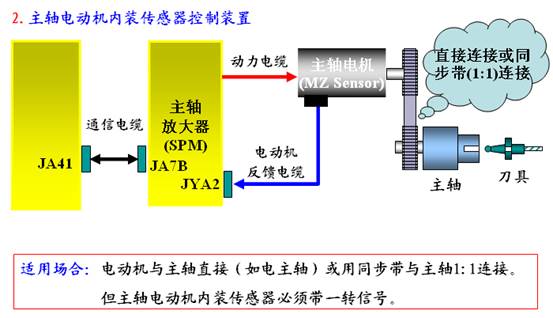 2. 主轴电动机内装传感器控制装置
动力电缆
主轴电机
(MZ Sensor)
直接连接或同
步带(1:1)连接
通信电缆
主轴
放大器
(SPM)
JA41
JA7B
JYA2
电动机
反馈电缆
主轴
刀具
适用场合：电动机与主轴直接（如电主轴）或用同步带与主轴1:1连接。
但主轴电动机内装传感器必须带一转信号。